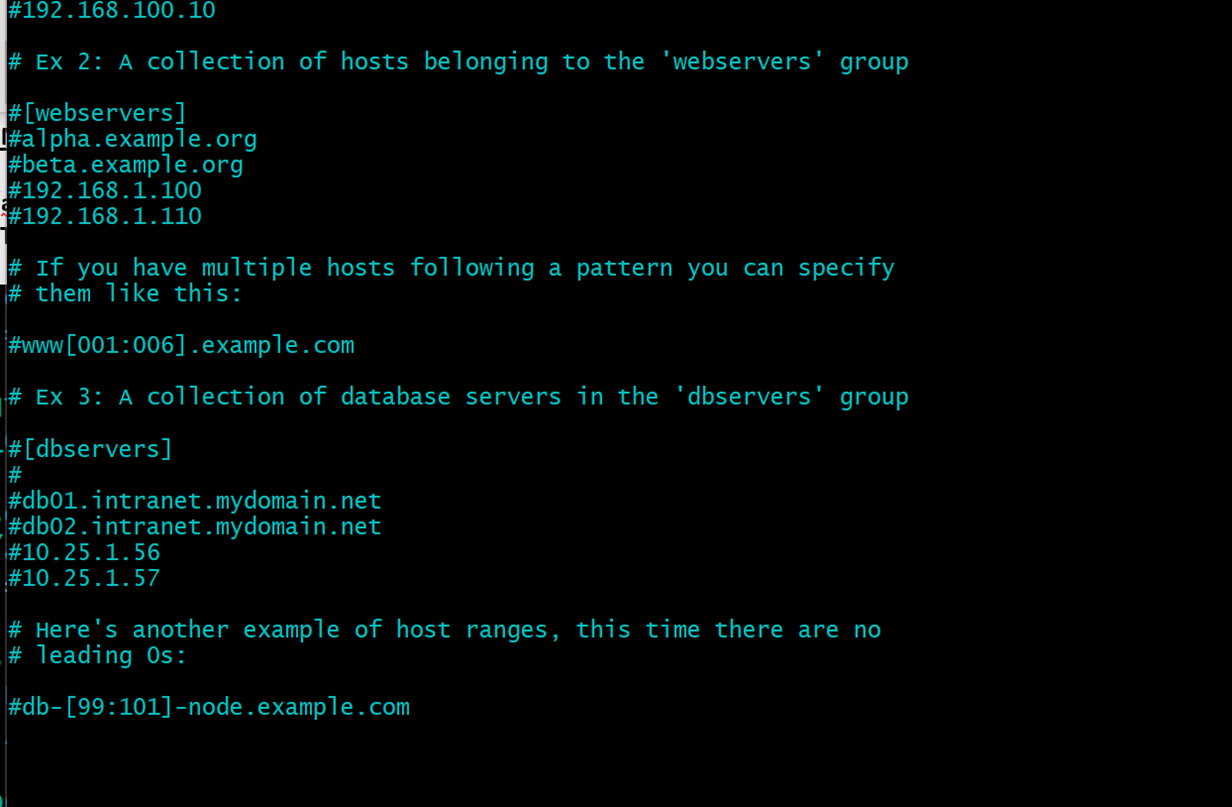 #192.168.100.10
# Ex 2: A collection of hosts belonging to the 'webservers' group
#[webservers]
#alpha.example.org
#beta.example.org
#192.168.1.100
#192.168.1.110
# If you have multiple hosts following a pattern you can specify
# them like this:
#www[001:006].example.com
# Ex 3: A collection of database servers in the 'dbservers' group
#[dbservers]
#
#db01.intranet.mydomain.net
#db02.intranet.mydomain.net
#10.25.1.56
#10.25.1.57
# Here's another example of host ranges, this time there are no
# leading 0s:
#db-[99:101]-node.example.com